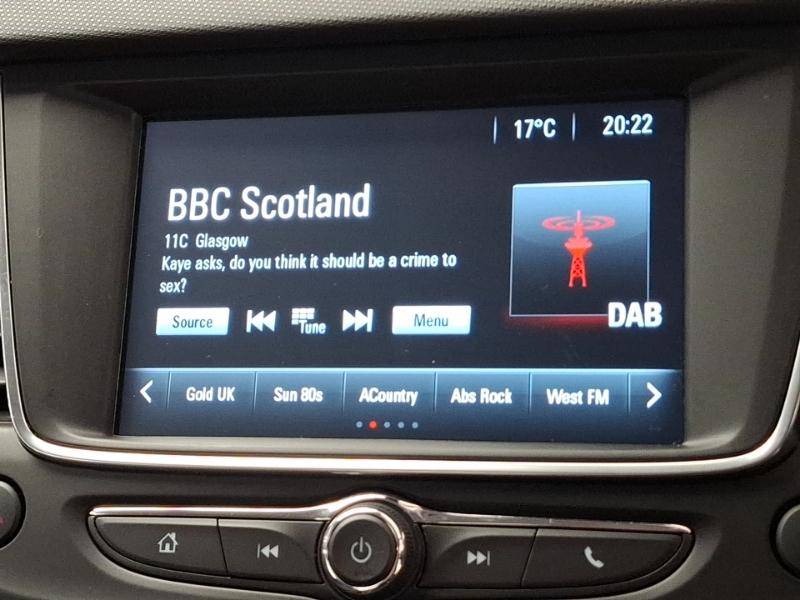 17°C 20:22
BBC Scotland
11C Glasgow
Kaye asks, do you think it should be a crime to
sex?
Source Tune Menu
DAB
Gold UK Sun 80s ACountry Abs Rock West FM